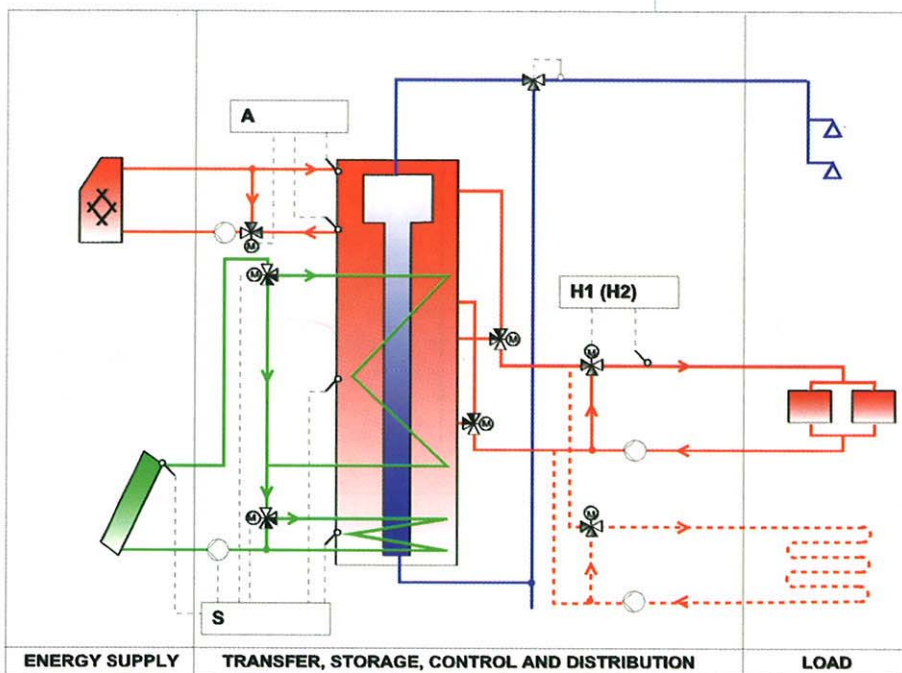 A
M
M
H1 (H2)
M
M
M
M
M
S
ENERGY SUPPLY
TRANSFER, STORAGE, CONTROL AND DISTRIBUTION
LOAD